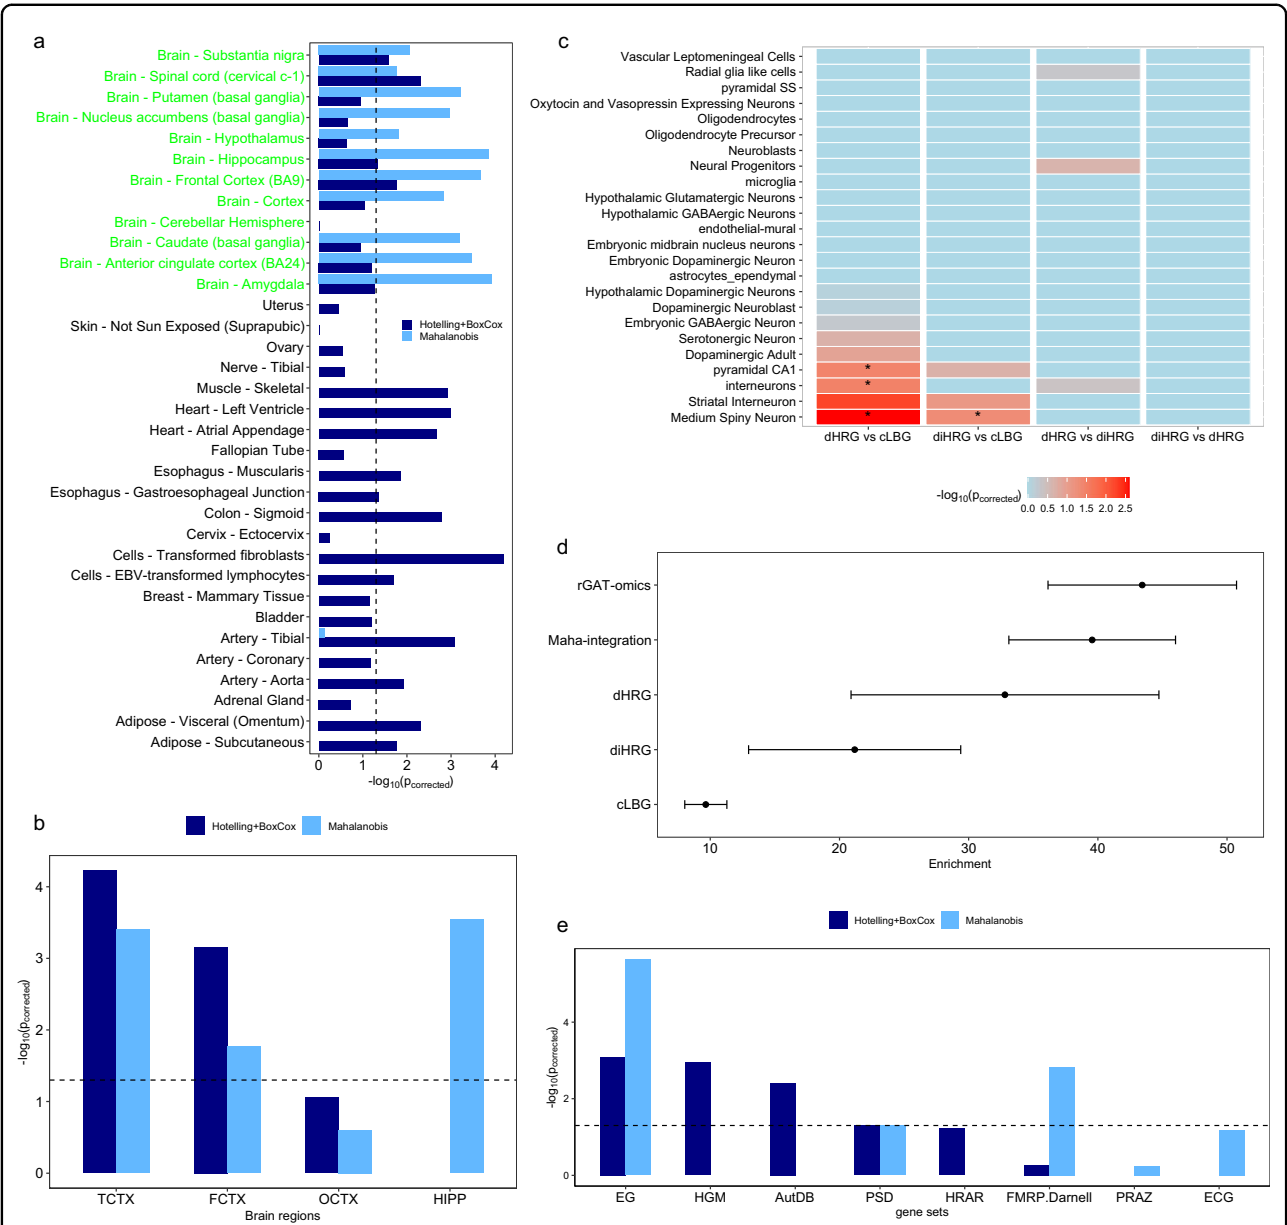 a
Brain - Substantia nigra
Brain - Spinal cord (cervical c-1)
Brain - Putamen (basal ganglia)
Brain - Nucleus accumbens (basal ganglia)
Brain - Hypothalamus
Brain - Hippocampus
Brain - Frontal Cortex (BA9)
Brain - Cortex
Brain - Cerebellar Hemisphere
Brain - Caudate (basal ganglia)
Brain - Anterior cingulate cortex (BA24)
Brain - Amygdala
Uterus
Skin - Not Sun Exposed (Suprapubic)
Ovary
Nerve - Tibial
Muscle - Skeletal
Heart - Left Ventricle
Heart - Atrial Appendage
Fallopian Tube
Esophagus - Muscularis
Esophagus - Gastroesophageal Junction
Colon - Sigmoid
Cervix - Ectocervix
Cells - Transformed fibroblasts
Cells - EBV-transformed lymphocytes
Breast - Mammary Tissue
Bladder
Artery - Tibial
Artery - Coronary
Artery - Aorta
Adrenal Gland
Adipose - Visceral (Omentum)
Adipose - Subcutaneous
Hotelling+BoxCox
Mahalanobis
0 1 2 3 4
-log10(pcorrected)
b
Hotelling+BoxCox Mahalanobis
-log10(pcorrected)
4
3
2
1
0
TCTX FCTX OCTX HIPP
Brain regions
c
Vascular Leptomeningeal Cells
Radial glia like cells
pyramidal SS
Oxytocin and Vasopressin Expressing Neurons
Oligodendrocytes
Oligodendrocyte Precursor
Neuroblasts
Neural Progenitors
microglia
Hypothalamic Glutamatergic Neurons
Hypothalamic GABAergic Neurons
endothelial-mural
Embryonic midbrain nucleus neurons
Embryonic Dopaminergic Neuron
astrocytes_ependymal
Hypothalamic Dopaminergic Neurons
Dopaminergic Neuroblast
Embryonic GABAergic Neuron
Serotonergic Neuron
Dopaminergic Adult
pyramidal CA1 *
interneurons *
Striatal Interneuron
Medium Spiny Neuron * *
dHRG vs cLBG diHRG vs cLBG dHRG vs diHRG diHRG vs dHRG
-log10(pcorrected)
0.0 0.5 1.0 1.5 2.0 2.5
d
rGAT-omics
Maha-integration
dHRG
diHRG
cLBG
10 20 30 40 50
Enrichment
e
Hotelling+BoxCox Mahalanobis
-log10(pcorrected)
4
2
0
EG HGM AutDB PSD HRAR FMRP.Darnell PRAZ ECG
gene sets